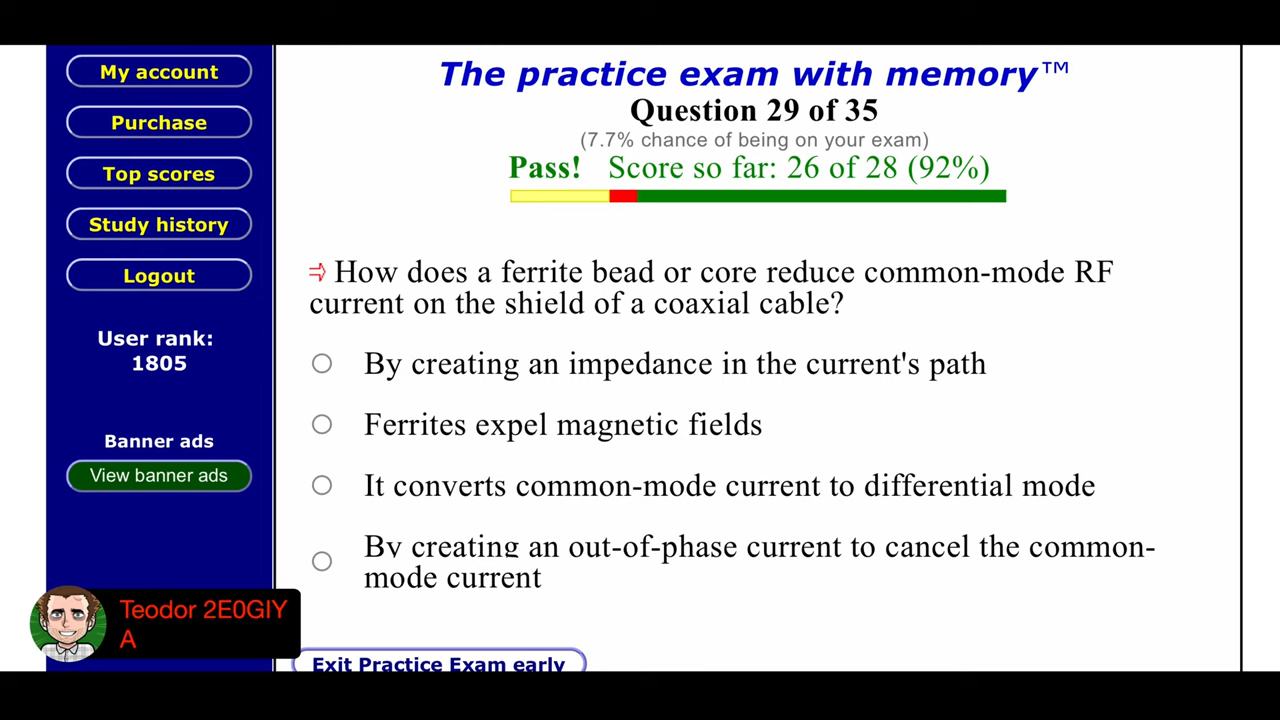 My account
Purchase
Top scores
Study history
Logout
User rank:
1805
Banner ads
View banner ads
The practice exam with memory™
Question 29 of 35
(7.7% chance of being on your exam)
Pass! Score so far: 26 of 28 (92%)
➩ How does a ferrite bead or core reduce common-mode RF
current on the shield of a coaxial cable?
By creating an impedance in the current's path
Ferrites expel magnetic fields
It converts common-mode current to differential mode
By creating an out-of-phase current to cancel the common-
mode current
Teodor 2E0GIY
A
Exit Practice Exam early